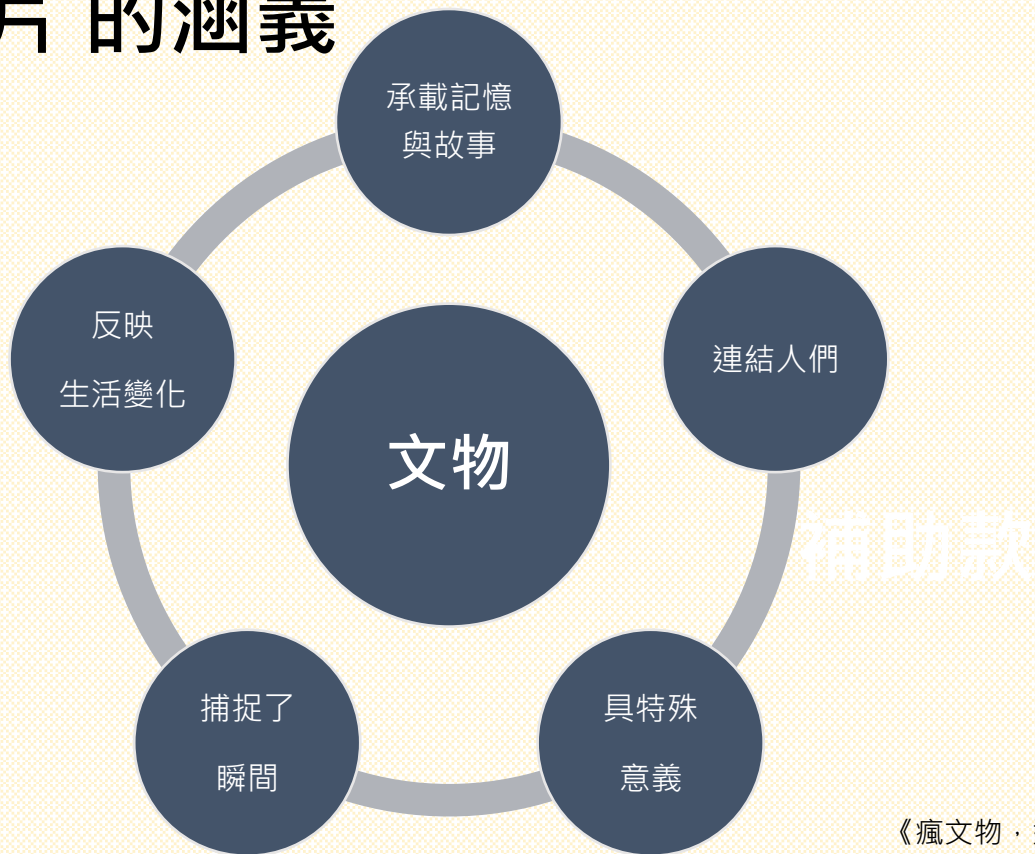 片 的涵義
承載記憶
與故事
反映
生活變化
連結人們
文物
補助款
捕捉了
瞬間
具特殊
意義
《瘋文物，